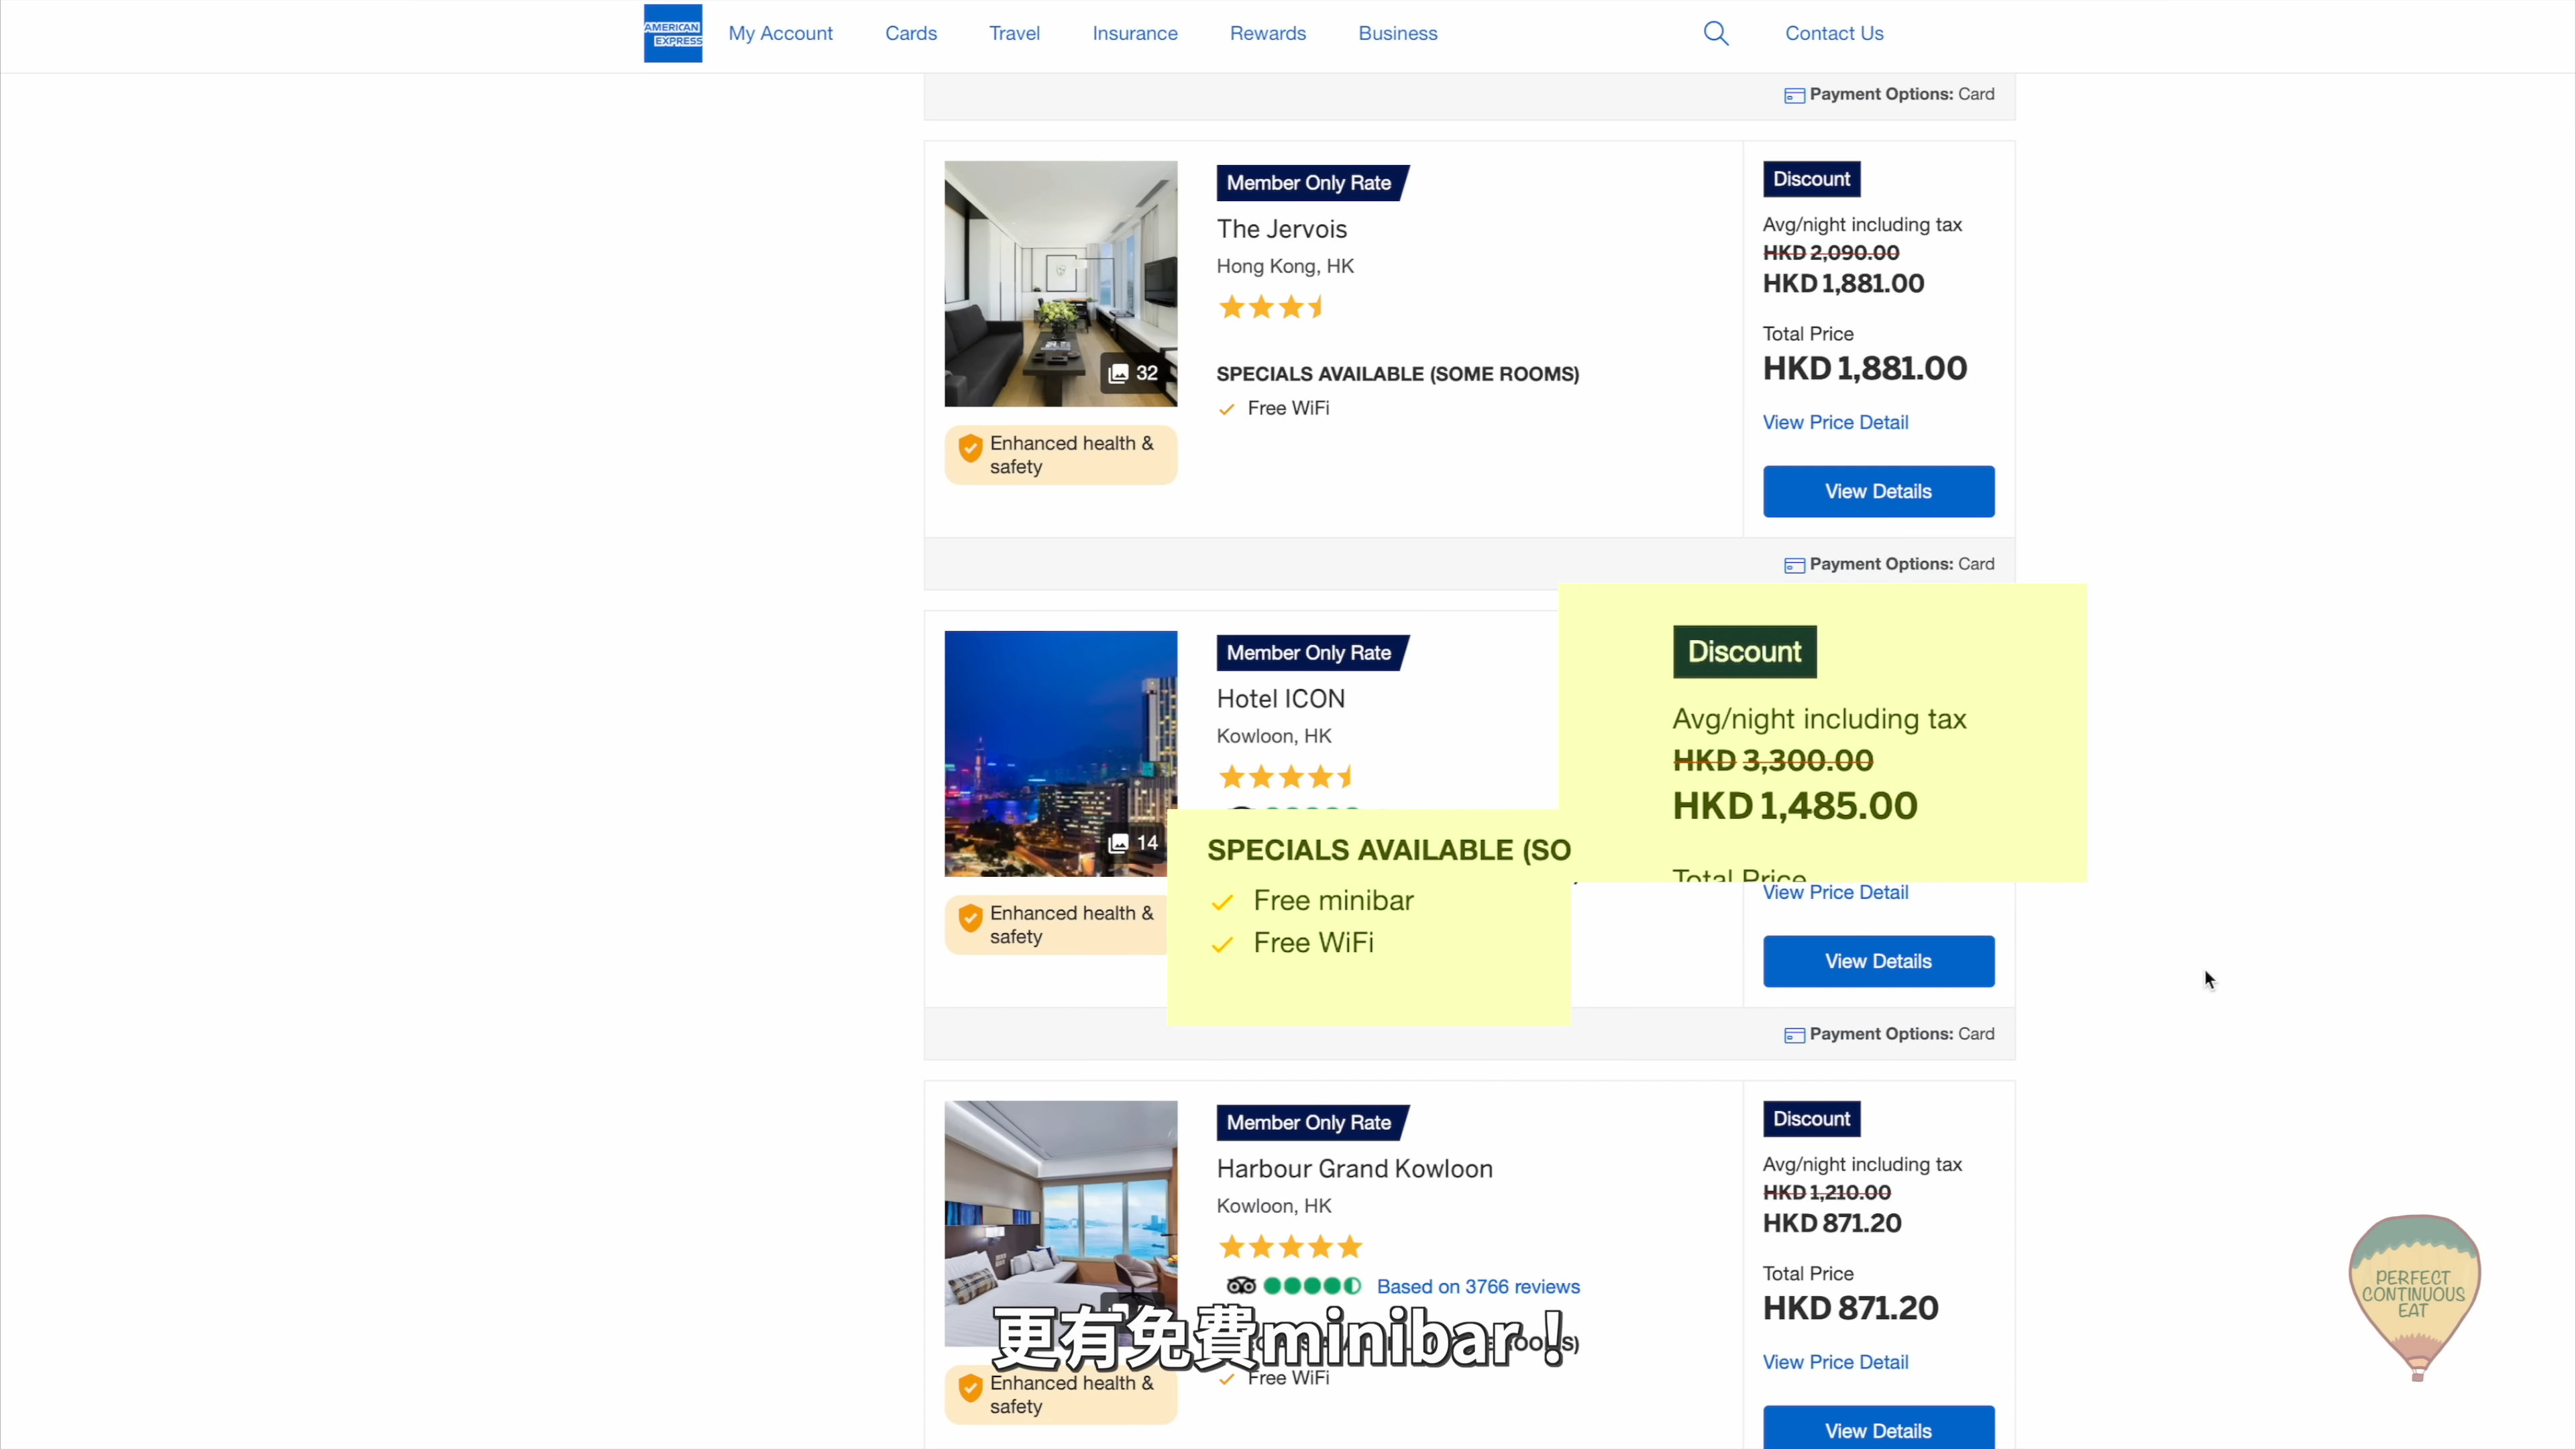 AMERICAN
EXPRESS
My Account
Cards
Travel
Insurance
Rewards
Business
Contact Us
Payment Options: Card
Member Only Rate
The Jervois
Hong Kong, HK
SPECIALS AVAILABLE (SOME ROOMS)
Free WiFi
32
Enhanced health &
safety
Discount
Avg/night including tax
HKD 2,090.00
HKD 1,881.00
Total Price
HKD 1,881.00
View Price Detail
View Details
Payment Options: Card
Member Only Rate
Hotel ICON
Kowloon, HK
14
Enhanced health &
safety
SPECIALS AVAILABLE (SO
Free minibar
Free WiFi
Discount
Avg/night including tax
HKD 3,300.00
HKD 1,485.00
Total Price
View Price Detail
View Details
Payment Options: Card
Member Only Rate
Harbour Grand Kowloon
Kowloon, HK
Based on 3766 reviews
Free WiFi
Enhanced health &
safety
Discount
Avg/night including tax
HKD 1,210.00
HKD 871.20
Total Price
HKD 871.20
View Price Detail
View Details
更有免費minibar！
PERFECT
CONTINUOUS
EAT